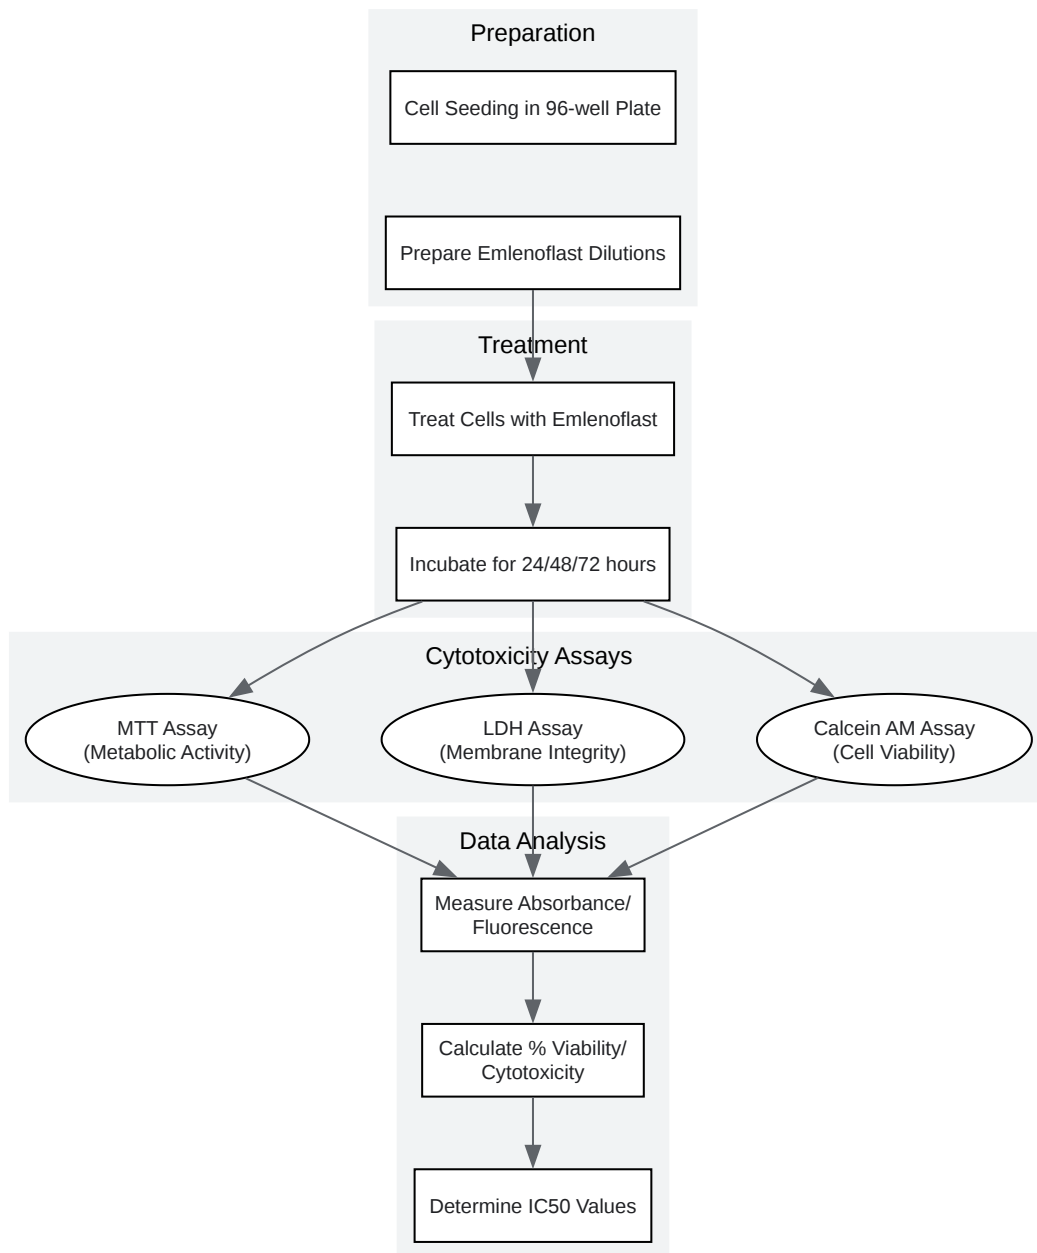 Preparation
Cell Seeding in 96-well Plate
Prepare Emlenoflast Dilutions
Treatment
Treat Cells with Emlenoflast
Incubate for 24/48/72 hours
Cytotoxicity Assays
MTT Assay
(Metabolic Activity)
LDH Assay
(Membrane Integrity)
Calcein AM Assay
(Cell Viability)
Data Analysis
Measure Absorbance/
Fluorescence
Calculate % Viability/
Cytotoxicity
Determine IC50 Values